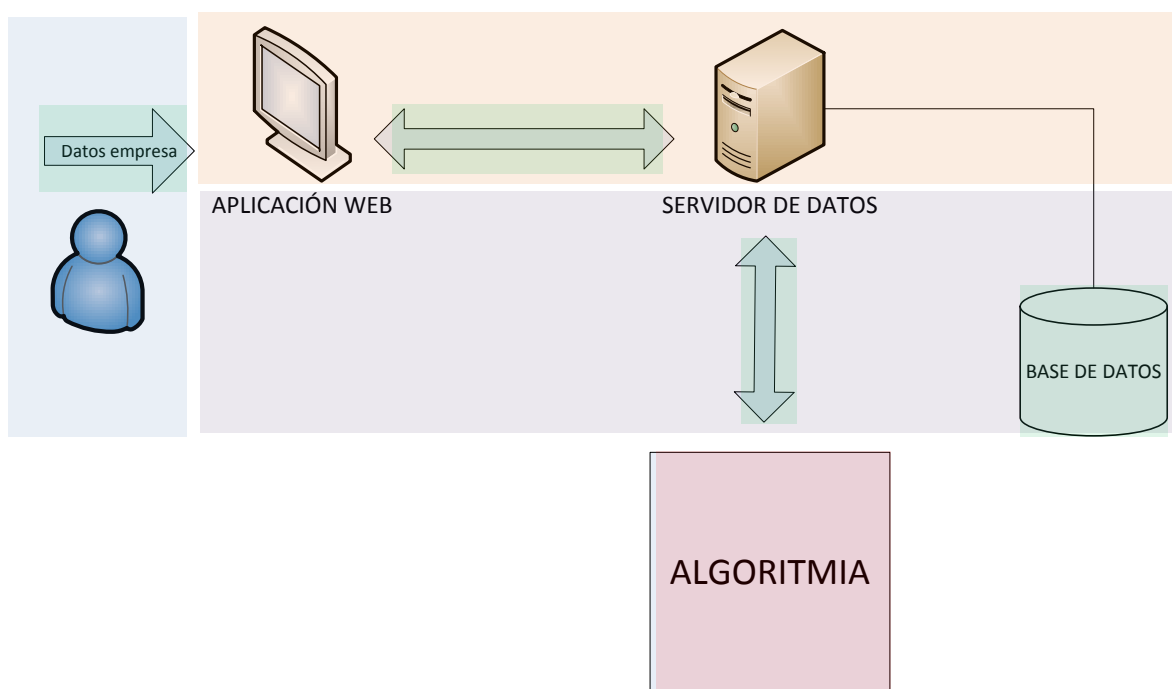 Datos empresa
APLICACIÓN WEB
SERVIDOR DE DATOS
BASE DE DATOS
ALGORITMIA